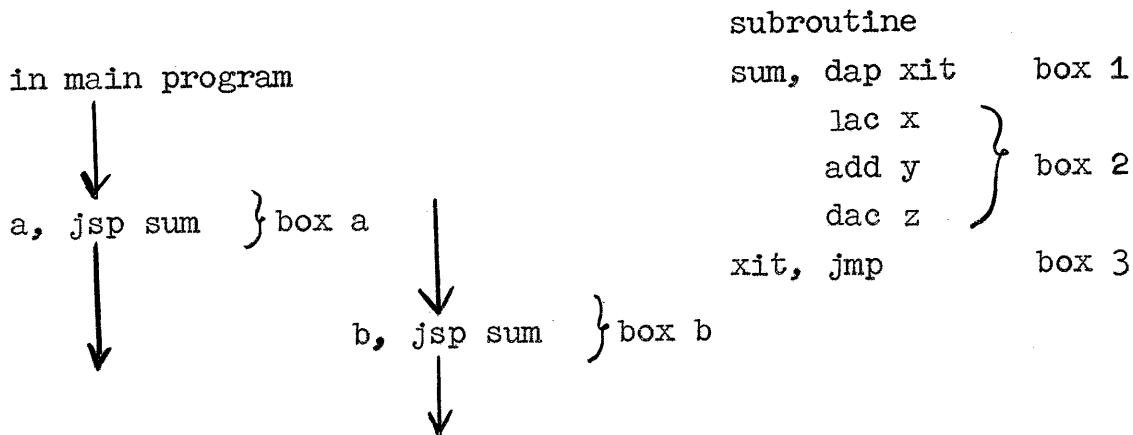 in main program
a, jsp sum } box a
b, jsp sum } box b
subroutine
sum, dap xit box 1
lac x
add y } box 2
dac z
xit, jmp box 3